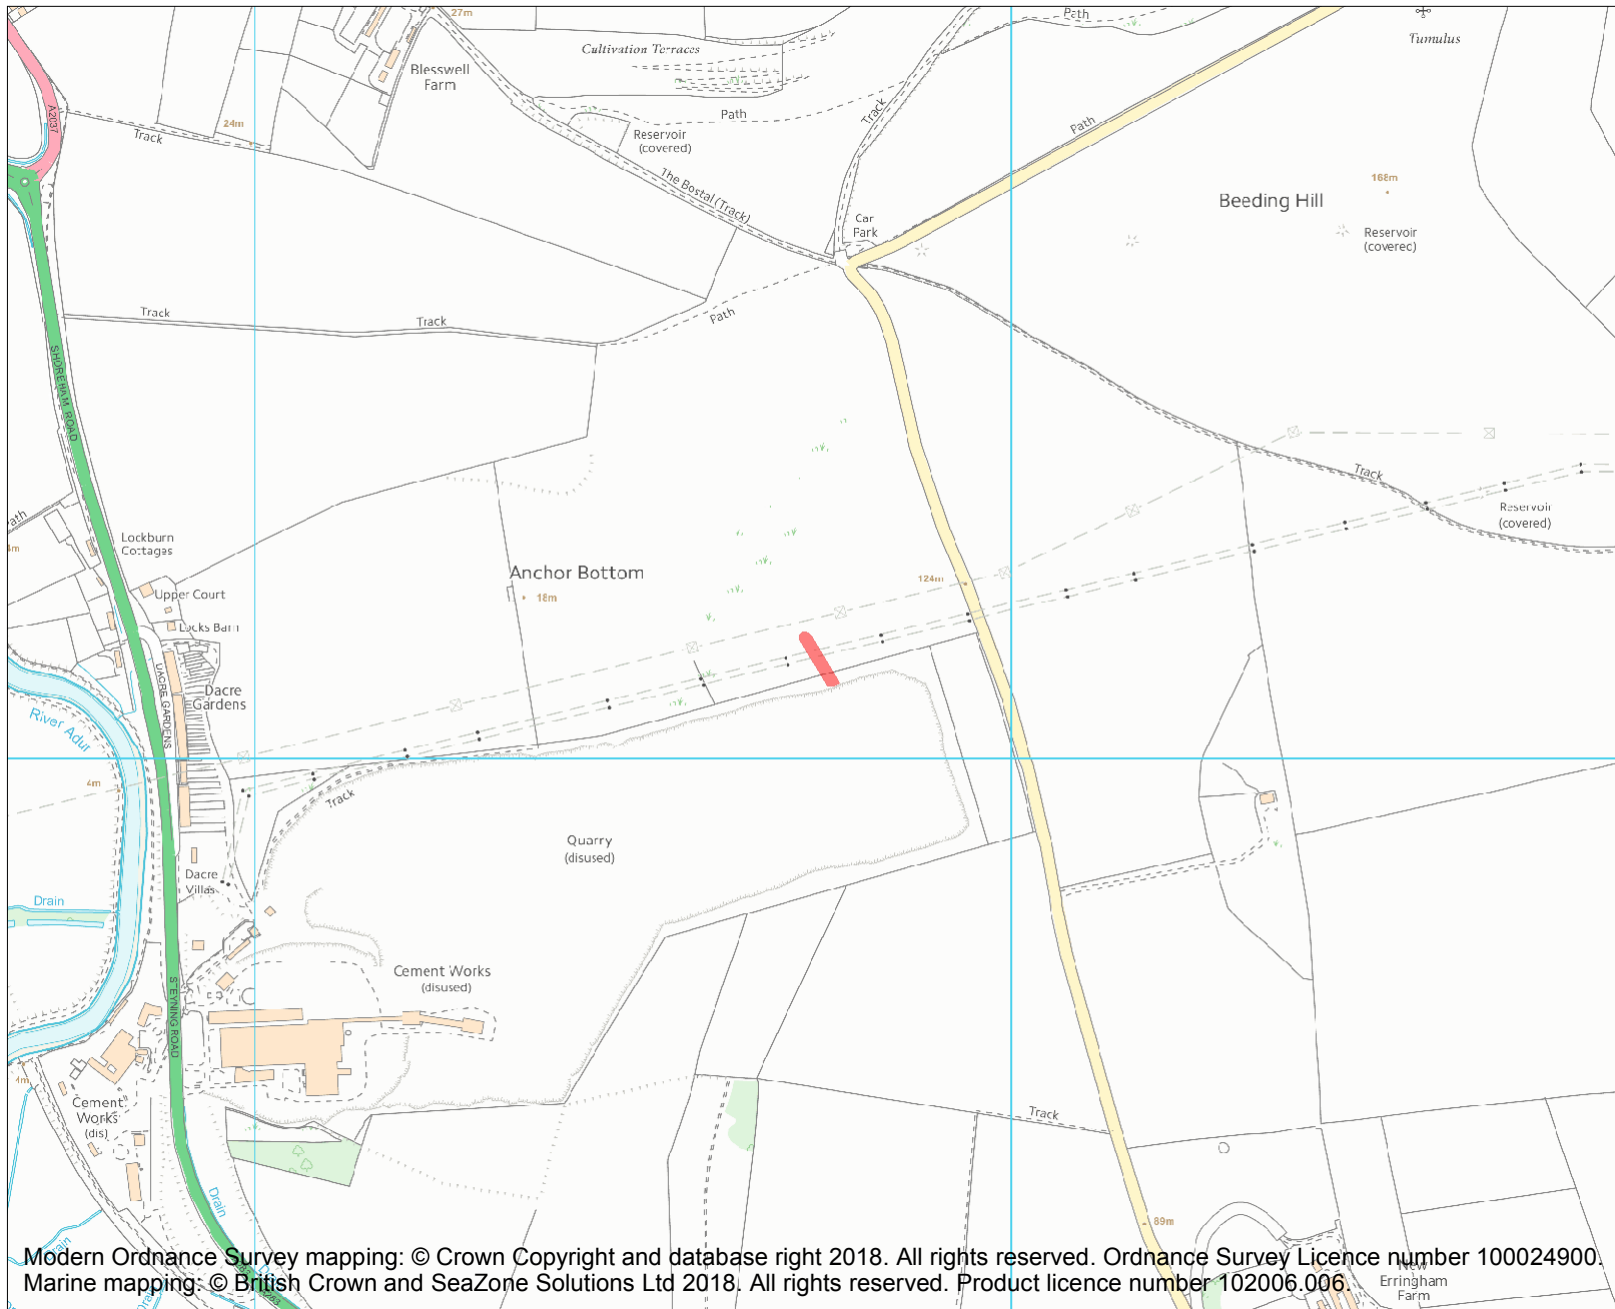 27m
Path
Cultivation Terraces
Tumulus
Blesswell
Farm
A2037
Track
24m
Path
Track
Path
Reservoir
(covered)
The Bostal (Track)
168m
Beeding Hill
Car
Park
Reservoir
(covered)
Track
Track
Path
SHOREHAM ROAD
Track
Reservoir
(covered)
Lockburn
Cottages
Anchor Bottom
124m
18m
Upper Court
Locks Barn
DACRE GARDENS
Dacre
Gardens
River Adur
4m
Track
Quarry
(disused)
Dacre
Villas
Drain
Cement Works
(disused)
STEYNING ROAD
Cement
Works
(dis)
Track
Drain
89m
Drain
Modern Ordnance Survey mapping: © Crown Copyright and database right 2018. All rights reserved. Ordnance Survey Licence number 100024900.
Marine mapping: © British Crown and SeaZone Solutions Ltd 2018. All rights reserved. Product licence number 102006.006.
New
Erringham
Farm